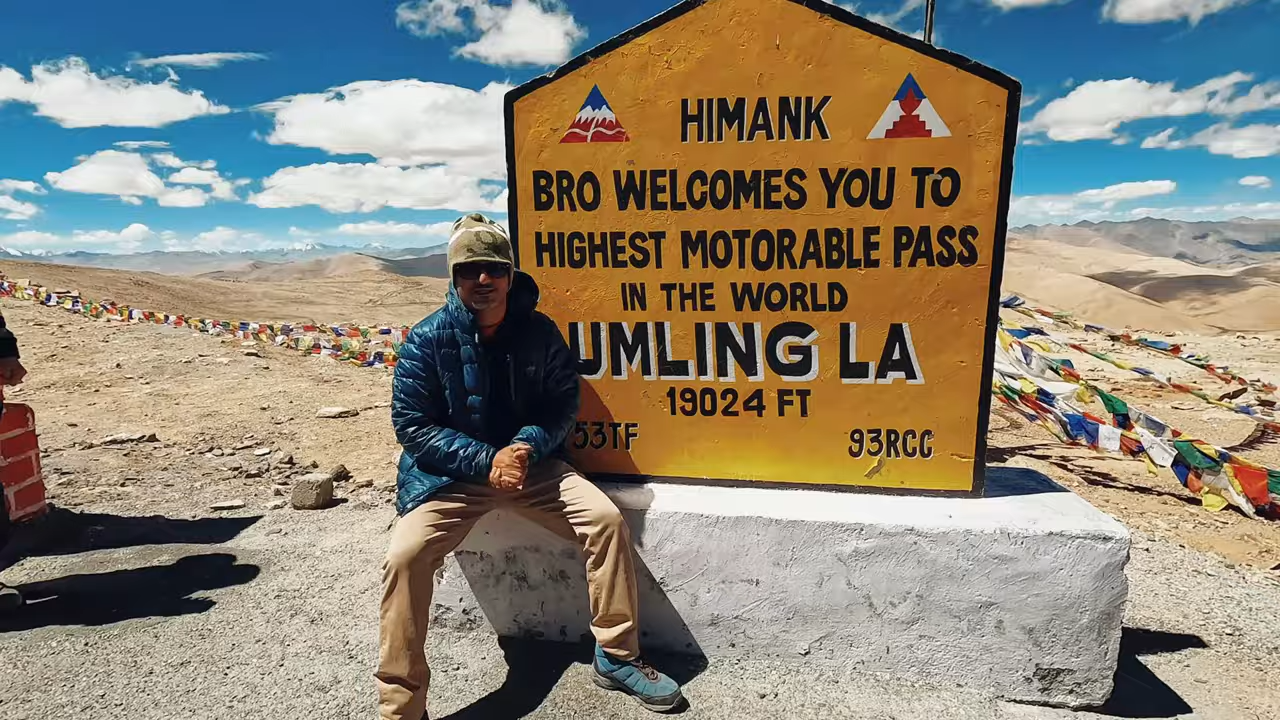 HIMANK
BRO WELCOMES YOU TO
HIGHEST MOTORABLE PASS
IN THE WORLD
UMLING LA
19024 FT
53TF 93RCC